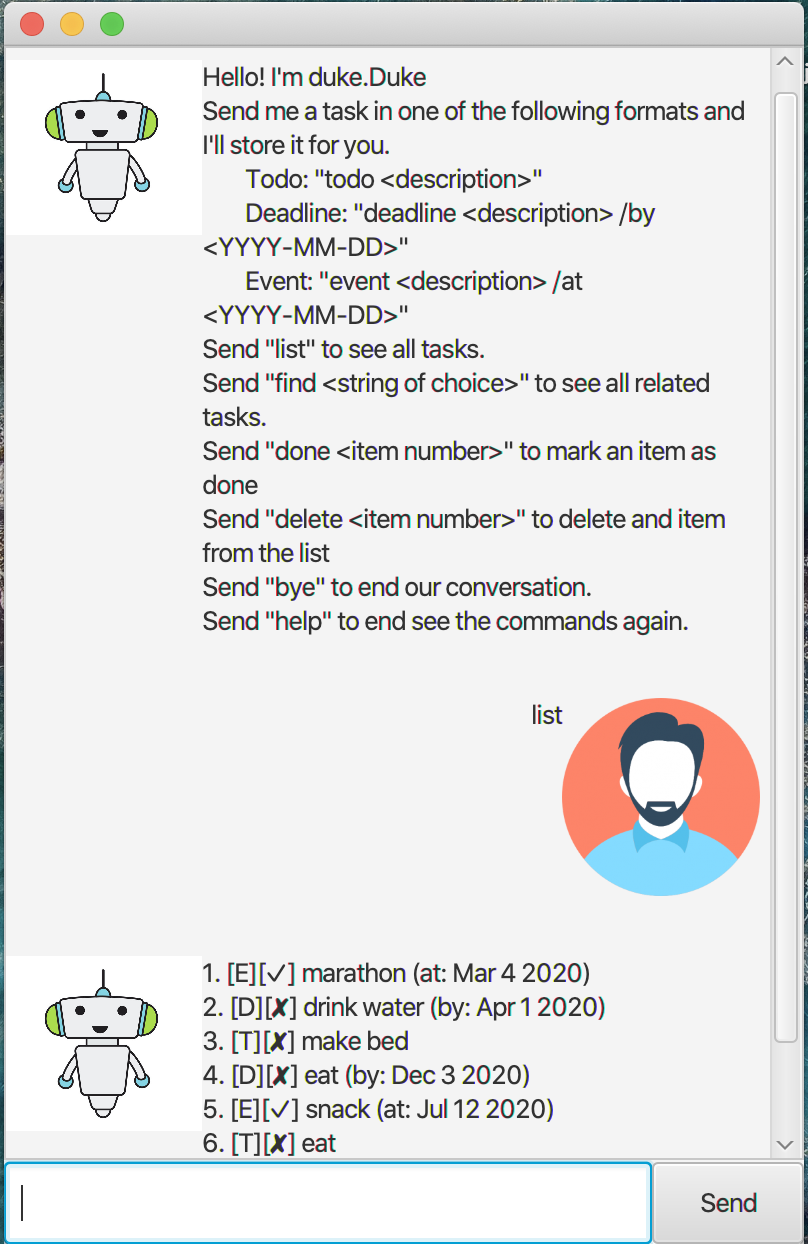 Hello! I'm duke.Duke
Send me a task in one of the following formats and
I'll store it for you.
Todo: "todo <description>"
Deadline: "deadline <description> /by
<YYYY-MM-DD>"
Event: "event <description> /at
<YYYY-MM-DD>"
Send "list" to see all tasks.
Send "find <string of choice>" to see all related
tasks.
Send "done <item number>" to mark an item as
done
Send "delete <item number>" to delete and item
from the list
Send "bye" to end our conversation.
Send "help" to end see the commands again.
list
1. [E][✓] marathon (at: Mar 4 2020)
2. [D][✘] drink water (by: Apr 1 2020)
3. [T][✘] make bed
4. [D][✘] eat (by: Dec 3 2020)
5. [E][✓] snack (at: Jul 12 2020)
6. [T][✘] eat
Send